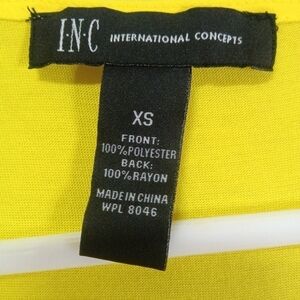 I·N·C INTERNATIONAL CONCEPTS
XS
FRONT:
100%POLYESTER
BACK:
100%RAYON
MADE IN CHINA
WPL 8046